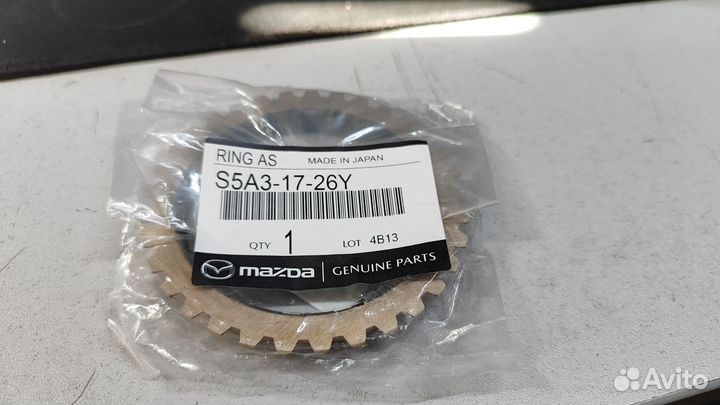 RING AS MADE IN JAPAN
S5A3-17-26Y
QTY 1 LOT 4B13
mazda GENUINE PARTS
Avito